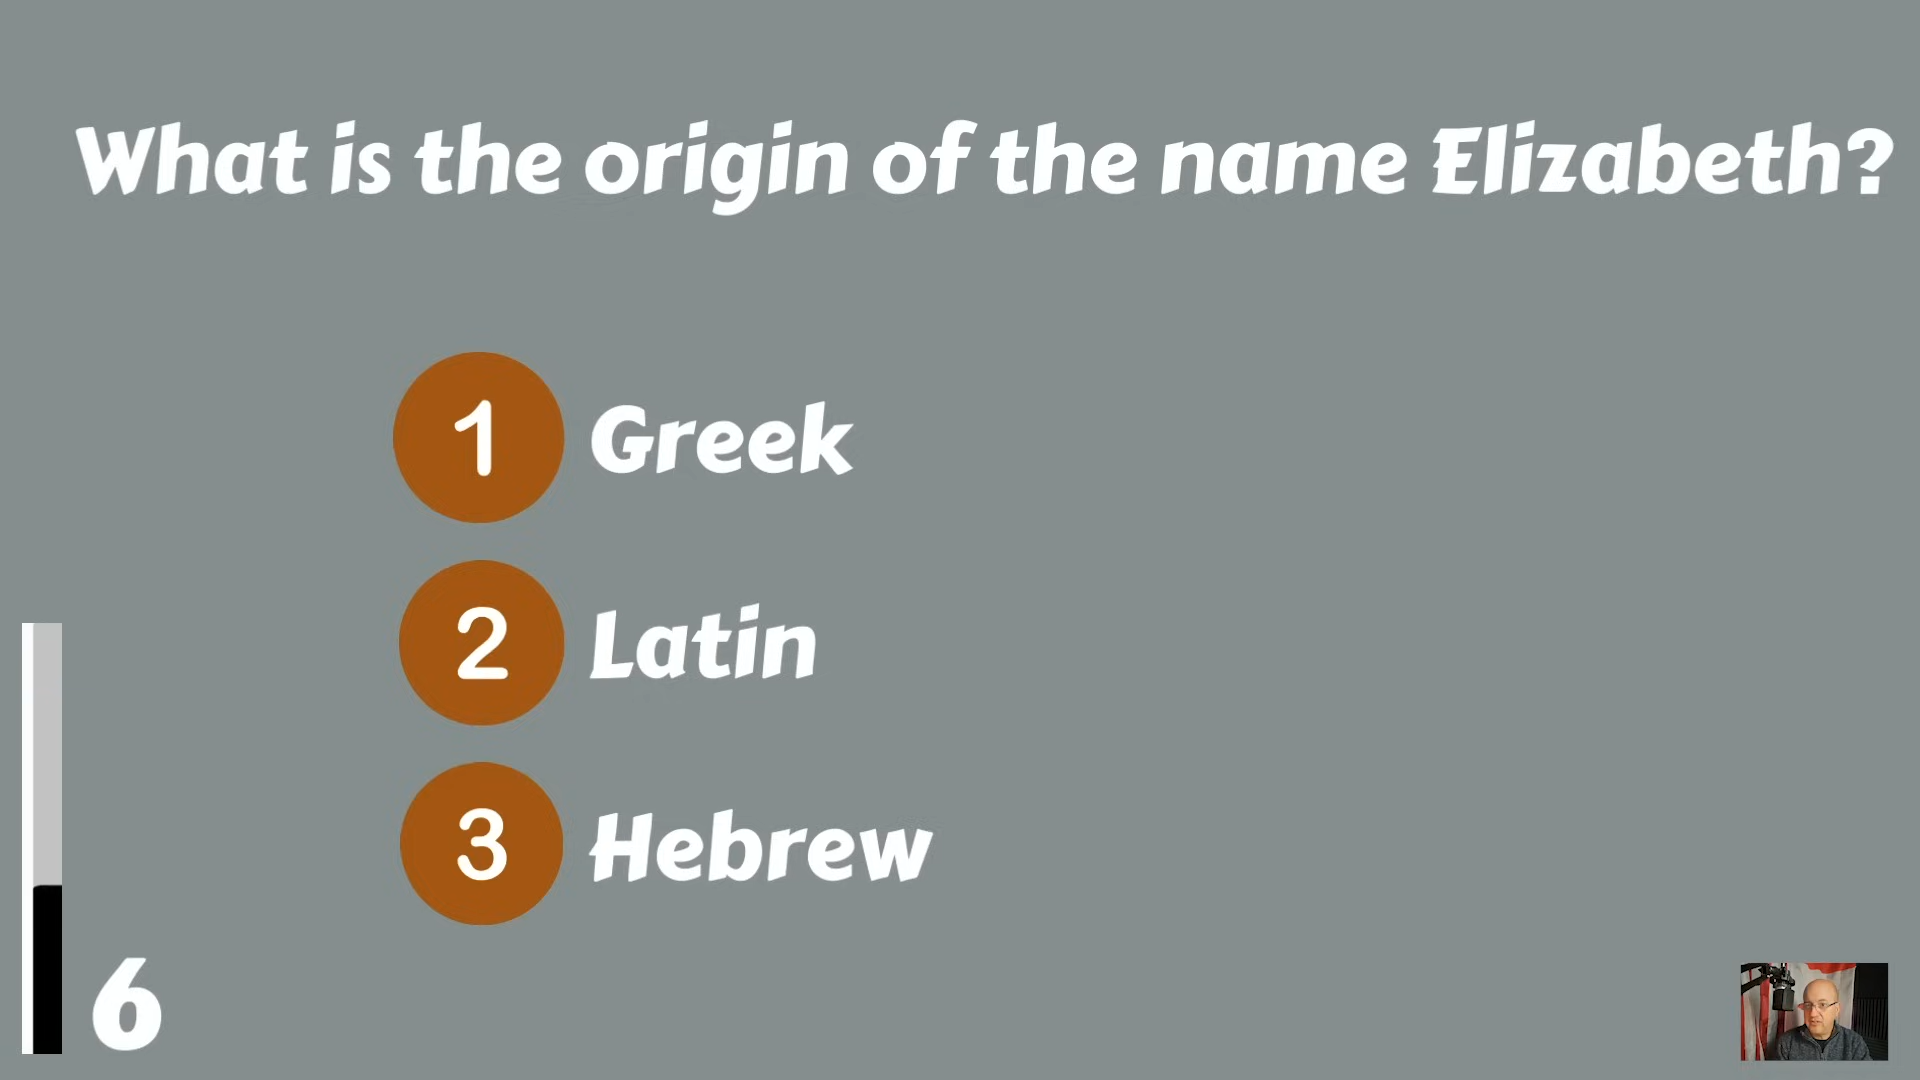 What is the origin of the name Elizabeth?
1 Greek
2 Latin
3 Hebrew
6